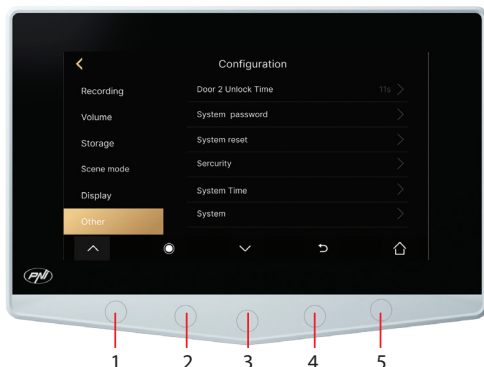 Configuration
Recording
Volume
Storage
Scene mode
Display
Other
Door 2 Unlock Time 11s
System password
System reset
Sercurity
System Time
System
PNI
1 2 3 4 5